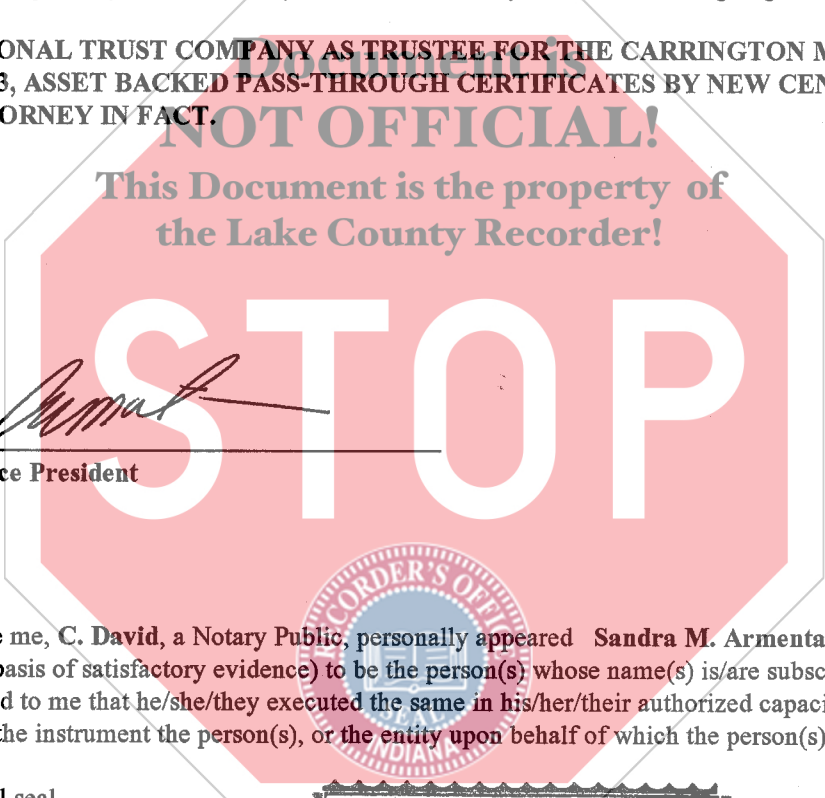 ONAL TRUST COMPANY AS TRUSTEE FOR THE CARRINGTON M
3, ASSET BACKED PASS-THROUGH CERTIFICATES BY NEW CEN
ORNEY IN FACT.
Document is
NOT OFFICIAL!
This Document is the property of
the Lake County Recorder!
STOP
ce President
RECORDER'S OFFICE
SEAL
INDIANA
e me, C. David, a Notary Public, personally appeared Sandra M. Armenta
basis of satisfactory evidence) to be the person(s) whose name(s) is/are subsc
d to me that he/she/they executed the same in his/her/their authorized capaci
the instrument the person(s), or the entity upon behalf of which the person(s)
l seal